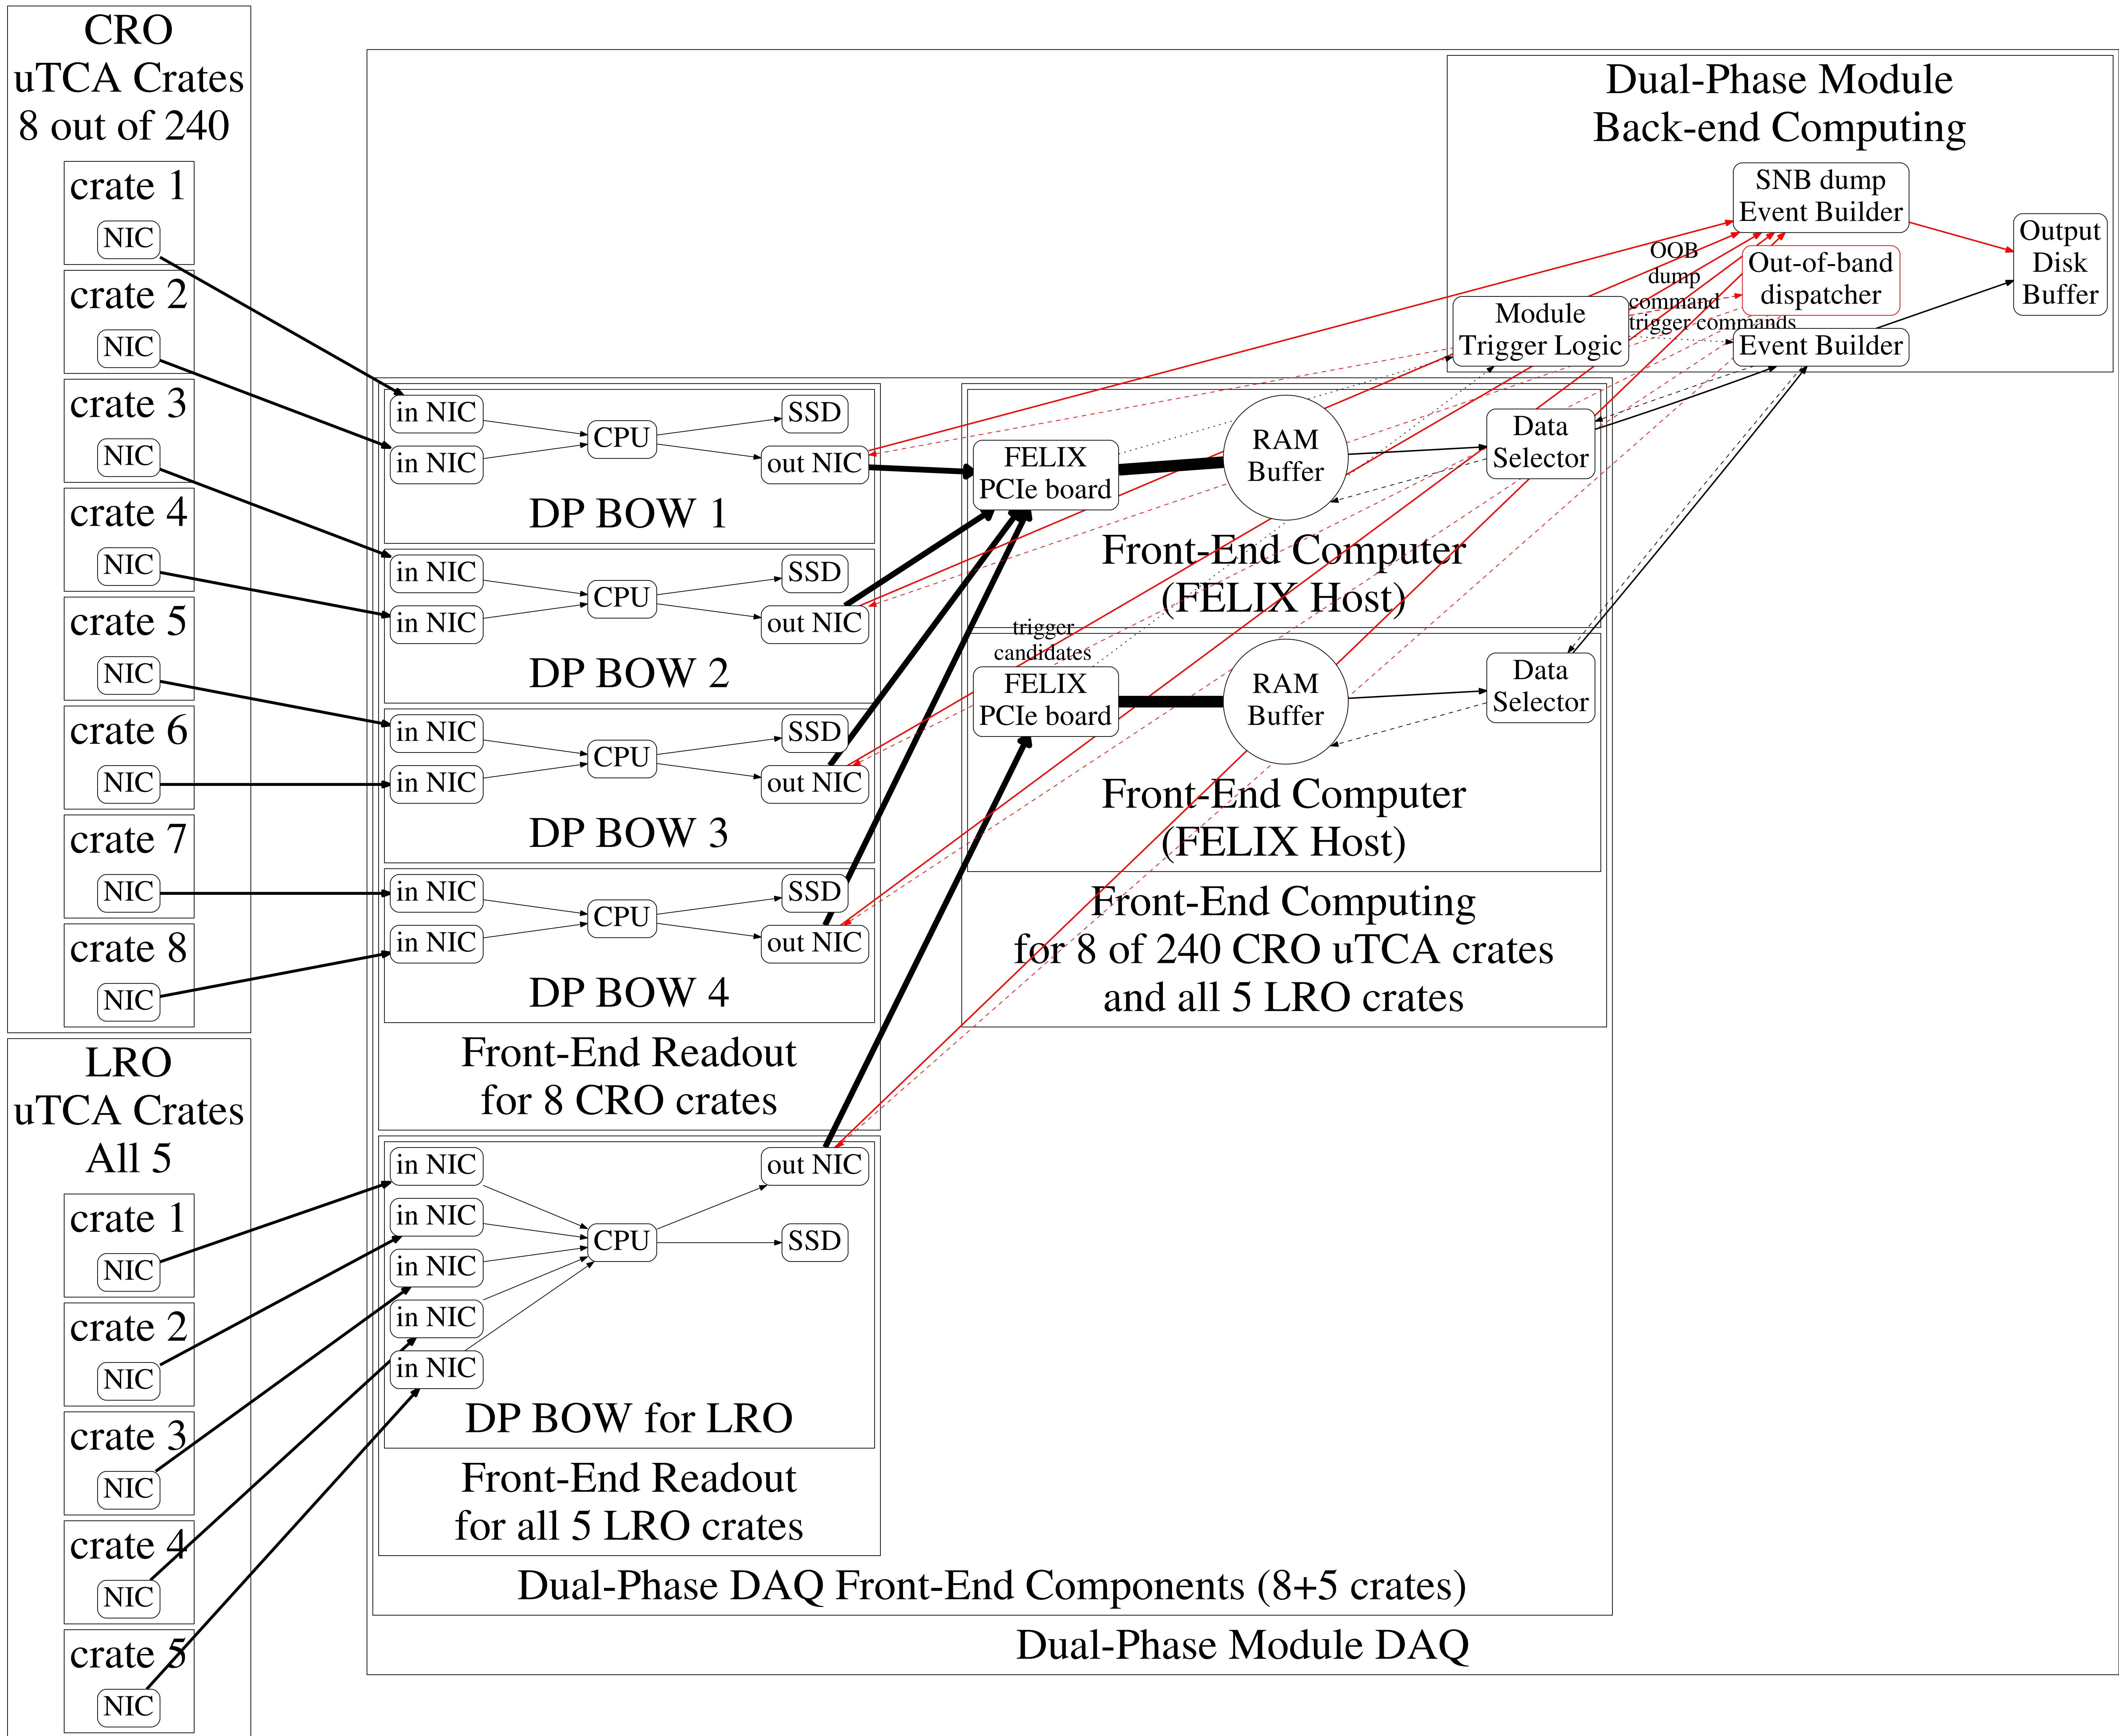 CRO
uTCA Crates
8 out of 240
crate 1
NIC
crate 2
NIC
crate 3
NIC
crate 4
NIC
crate 5
NIC
crate 6
NIC
crate 7
NIC
crate 8
NIC
LRO
uTCA Crates
All 5
crate 1
NIC
crate 2
NIC
crate 3
NIC
crate 4
NIC
crate 5
NIC
in NIC
in NIC
CPU
SSD
out NIC
DP BOW 1
in NIC
in NIC
CPU
SSD
out NIC
DP BOW 2
in NIC
in NIC
CPU
SSD
out NIC
DP BOW 3
in NIC
in NIC
CPU
SSD
out NIC
DP BOW 4
Front-End Readout
for 8 CRO crates
in NIC
in NIC
in NIC
in NIC
in NIC
CPU
out NIC
SSD
DP BOW for LRO
Front-End Readout
for all 5 LRO crates
FELIX
PCIe board
RAM
Buffer
Data
Selector
Front-End Computer
(FELIX Host)
trigger
candidates
FELIX
PCIe board
RAM
Buffer
Data
Selector
Front-End Computer
(FELIX Host)
Front-End Computing
for 8 of 240 CRO uTCA crates
and all 5 LRO crates
Dual-Phase DAQ Front-End Components (8+5 crates)
Dual-Phase Module DAQ
Dual-Phase Module
Back-end Computing
SNB dump
Event Builder
OOB
dump
command
trigger commands
Out-of-band
dispatcher
Module
Trigger Logic
Event Builder
Output
Disk
Buffer